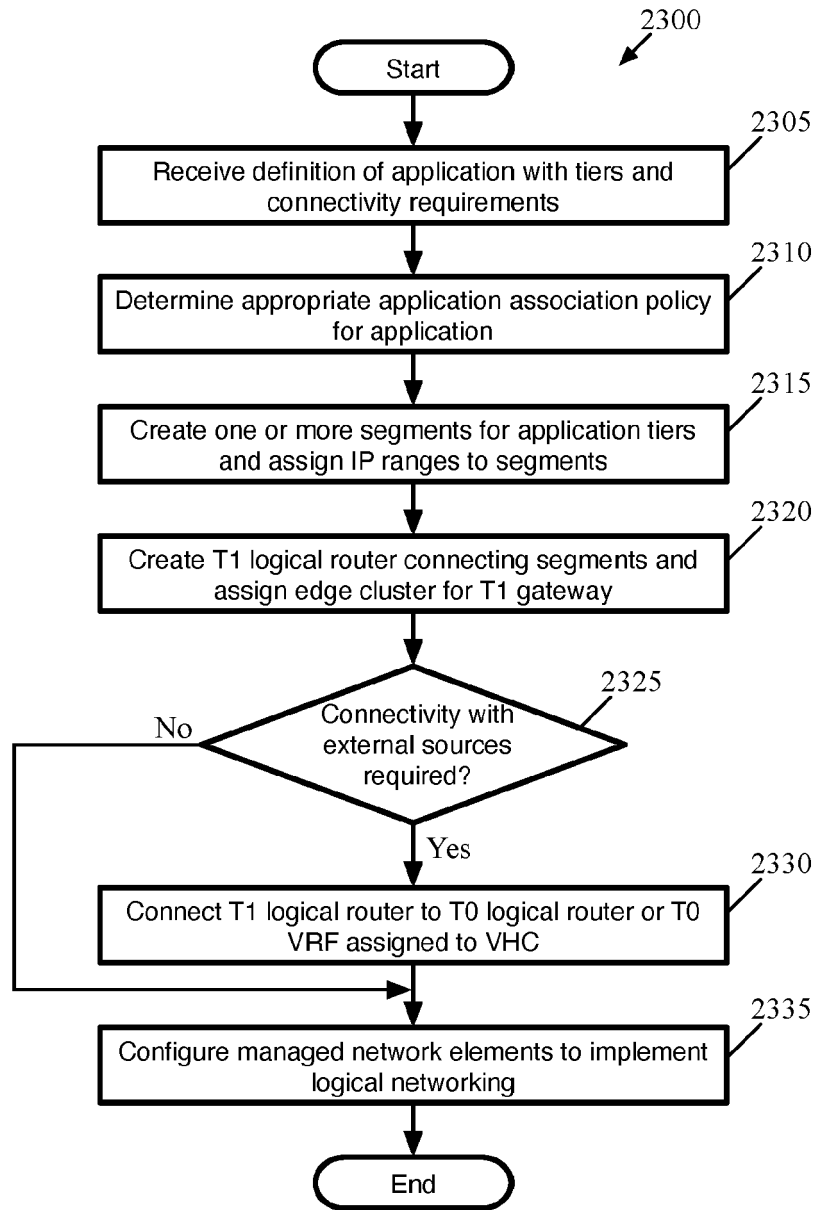 2300
Start
2305
Receive definition of application with tiers and
connectivity requirements
2310
Determine appropriate application association policy
for application
2315
Create one or more segments for application tiers
and assign IP ranges to segments
2320
Create T1 logical router connecting segments and
assign edge cluster for T1 gateway
2325
Connectivity with
external sources
required?
No
Yes
2330
Connect T1 logical router to T0 logical router or T0
VRF assigned to VHC
2335
Configure managed network elements to implement
logical networking
End